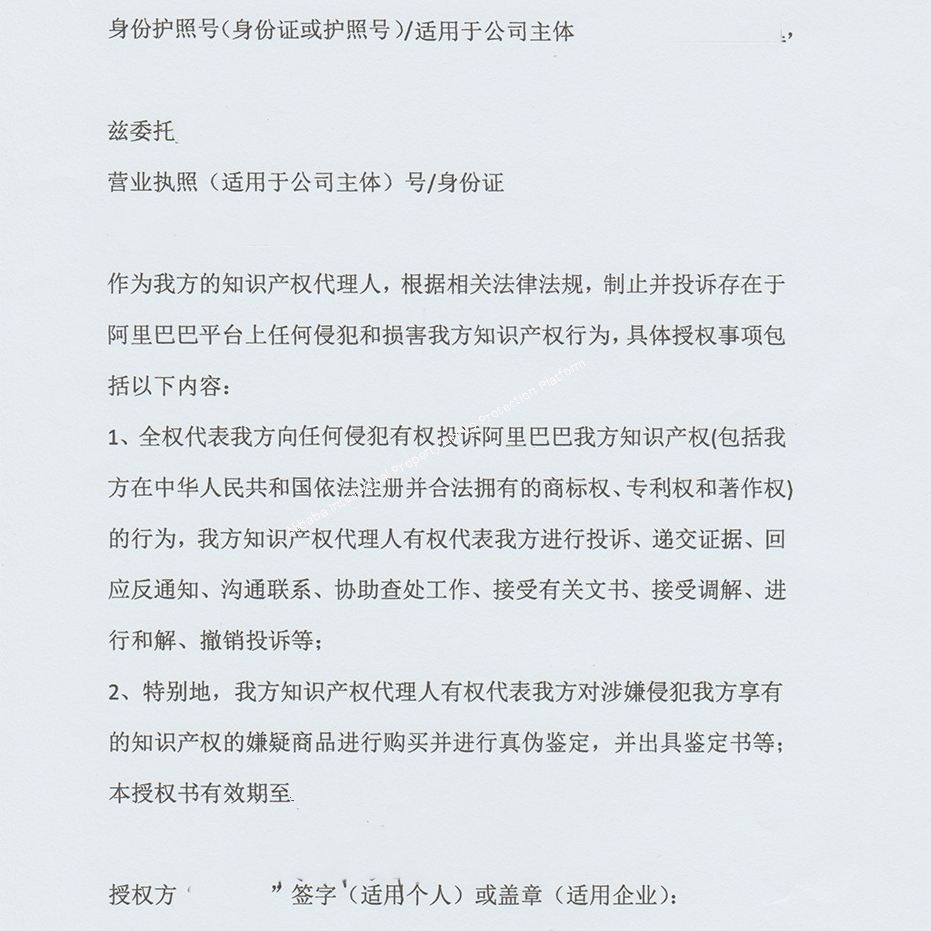 身份护照号(身份证或护照号)/适用于公司主体 ,
兹委托
营业执照（适用于公司主体）号/身份证
作为我方的知识产权代理人，根据相关法律法规，制止并投诉存在于
阿里巴巴平台上任何侵犯和损害我方知识产权行为，具体授权事项包
括以下内容：
1、全权代表我方向任何侵犯有权投诉阿里巴巴我方知识产权(包括我
方在中华人民共和国依法注册并合法拥有的商标权、专利权和著作权)
的行为，我方知识产权代理人有权代表我方进行投诉、递交证据、回
应反通知、沟通联系、协助查处工作、接受有关文书、接受调解、进
行和解、撤销投诉等；
2、特别地，我方知识产权代理人有权代表我方对涉嫌侵犯我方享有
的知识产权的嫌疑商品进行购买并进行真伪鉴定，并出具鉴定书等；
本授权书有效期至
授权方 ” 签字（适用个人）或盖章（适用企业）：
Alibaba Intellectual Property Protection Platform